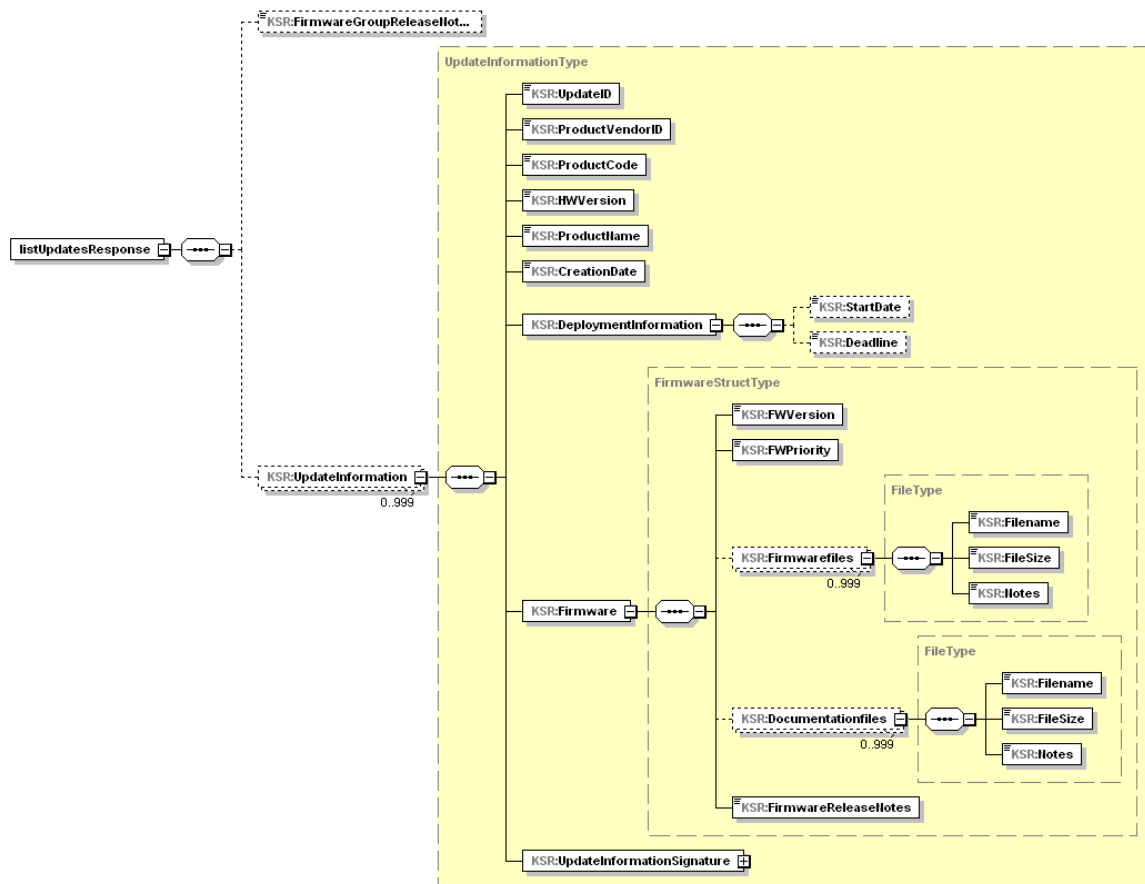 KSR:FirmwareGroupReleaseNot...
UpdateInformationType
KSR:UpdateID
KSR:ProductVendorID
KSR:ProductCode
KSR:HWVersion
KSR:ProductName
listUpdatesResponse
KSR:CreationDate
KSR:StartDate
KSR:DeploymentInformation
KSR:Deadline
FirmwareStructType
KSR:FWVersion
KSR:FWPriority
KSR:UpdateInformation
0..999
FileType
KSR:Filename
KSR:Firmwarefiles
0..999
KSR:FileSize
KSR:Notes
KSR:Firmware
FileType
KSR:Filename
KSR:Documentationfiles
0..999
KSR:FileSize
KSR:Notes
KSR:FirmwareReleaseNotes
KSR:UpdateInformationSignature